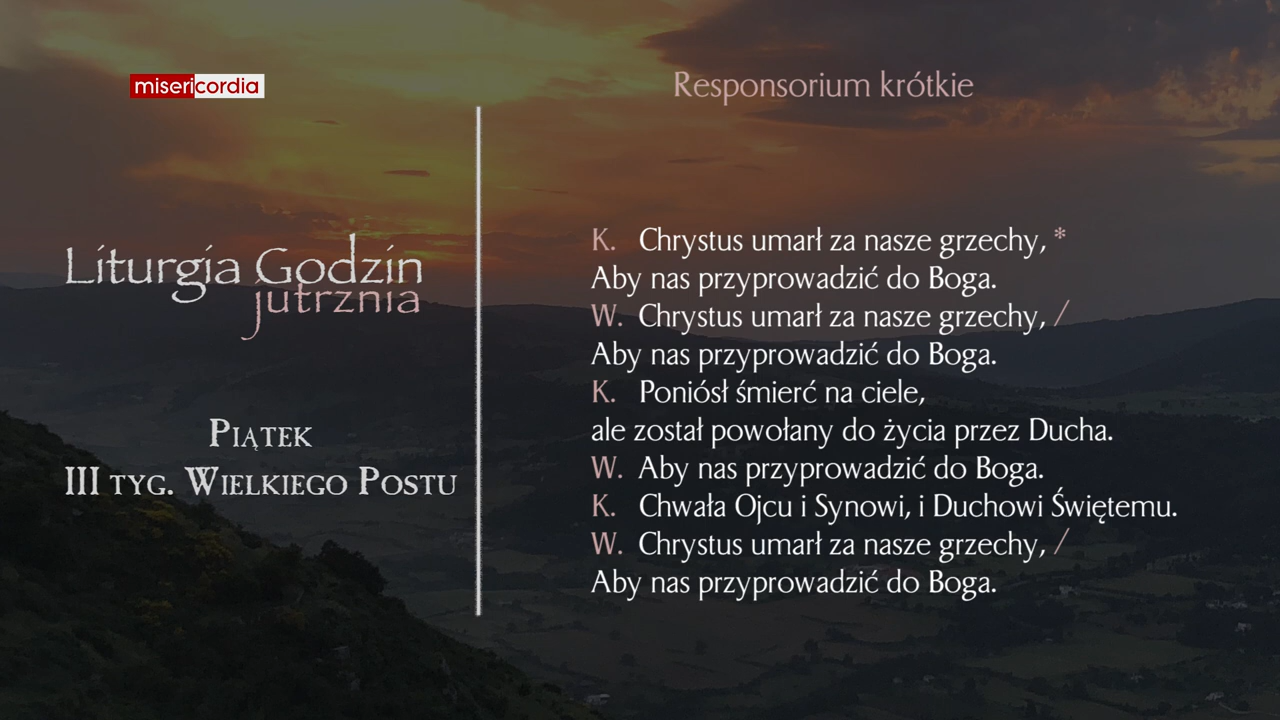 misericordia
Liturgia Godzin
jutrznia
Piątek
III tyg. Wielkiego Postu
Responsorium krótkie
K. Chrystus umarł za nasze grzechy, *
Aby nas przyprowadzić do Boga.
W. Chrystus umarł za nasze grzechy, /
Aby nas przyprowadzić do Boga.
K. Poniósł śmierć na ciele,
ale został powołany do życia przez Ducha.
W. Aby nas przyprowadzić do Boga.
K. Chwała Ojcu i Synowi, i Duchowi Świętemu.
W. Chrystus umarł za nasze grzechy, /
Aby nas przyprowadzić do Boga.